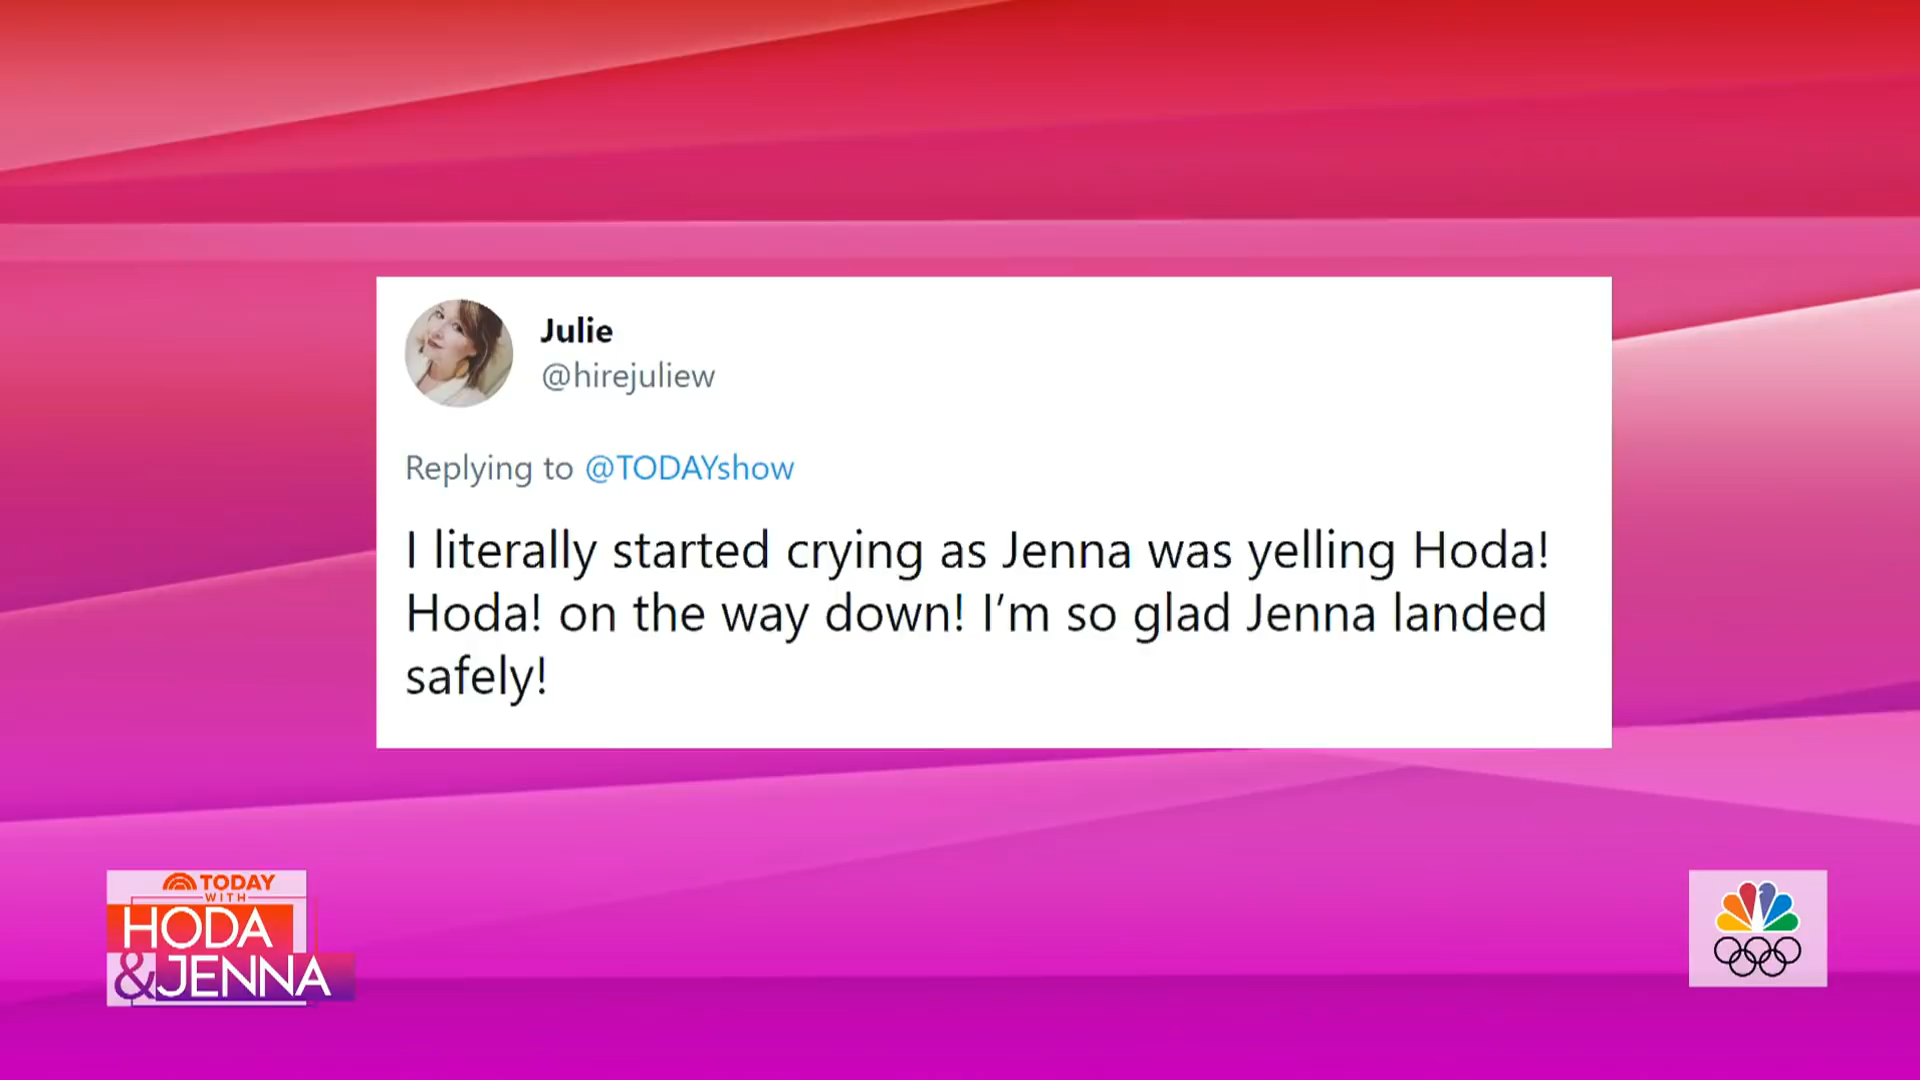 Julie
@hirejuliew
Replying to @TODAYshow
I literally started crying as Jenna was yelling Hoda!
Hoda! on the way down! I’m so glad Jenna landed
safely!
TODAY
WITH
HODA
&JENNA